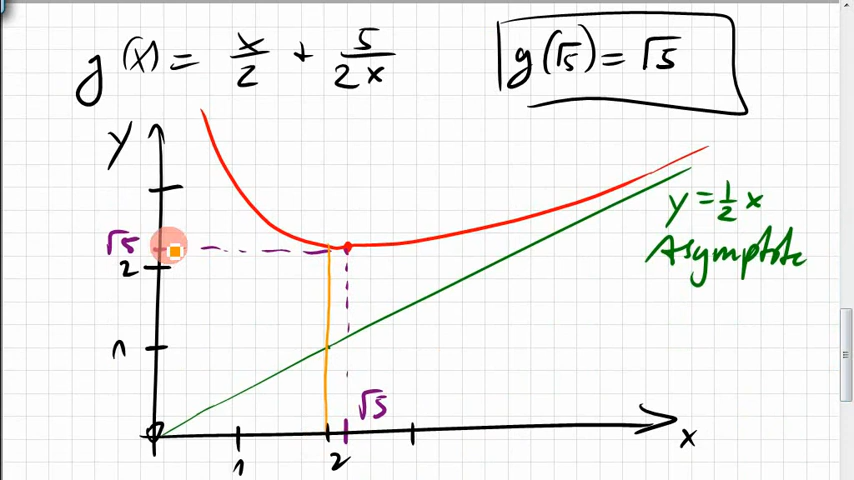 g(x) = x/2 + 5/2x
g(√5) = √5
y
y = 1/2 x
Asymptote
√5
2
1
√5
x
1
2